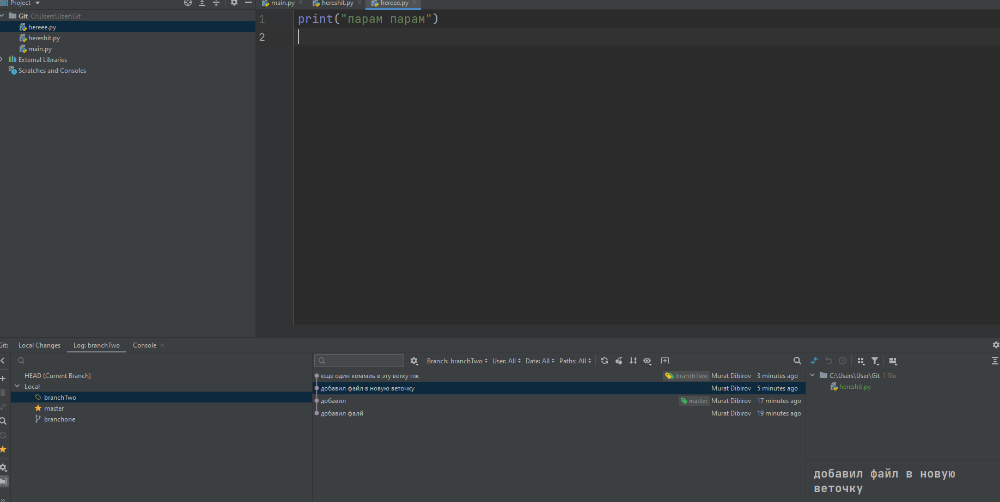 Project
main.py
hereshit.py
hereee.py
Git C:\Users\User\Git
hereee.py
hereshit.py
main.py
External Libraries
Scratches and Consoles
1 print("парам парам")
2
Git: Local Changes Log: branchTwo Console
HEAD (Current Branch)
Local
branchTwo
master
branchone
Branch: branchTwo User: All Date: All Paths: All
еще один коммиь в эту ветку пж branchTwo Murat Dibirov 3 minutes ago
добавил файл в новую веточку Murat Dibirov 5 minutes ago
добавил master Murat Dibirov 17 minutes ago
добавил фалй Murat Dibirov 19 minutes ago
C:\Users\User\Git 1 file
hereshit.py
добавил файл в новую
веточку